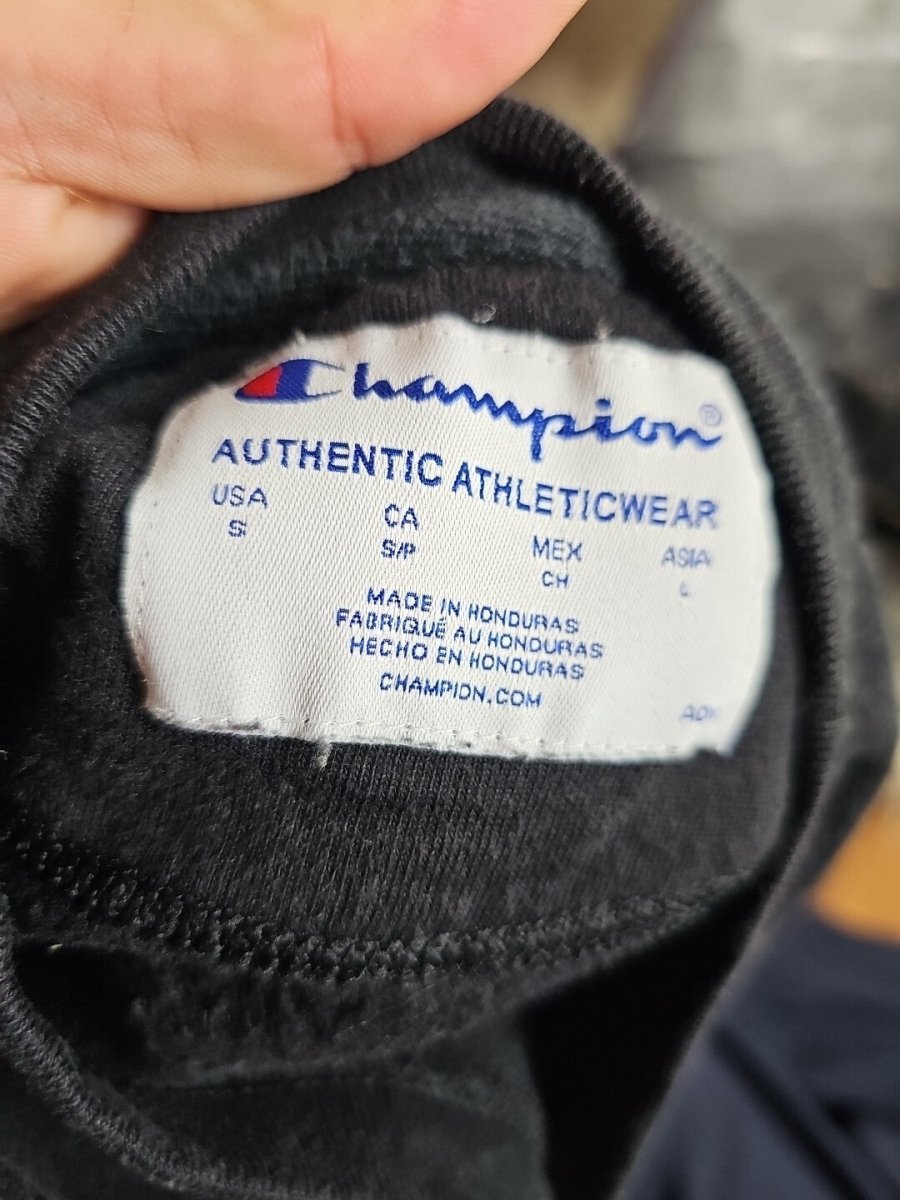 Champion®
AUTHENTIC ATHLETICWEAR
USA CA MEX ASIA
S S/P CH L
MADE IN HONDURAS
FABRIQUÉ AU HONDURAS
HECHO EN HONDURAS
CHAMPION.COM